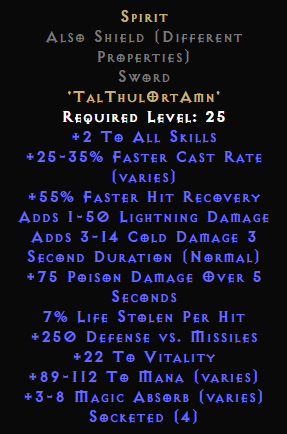 Spirit
Also Shield (Different
Properties)
Sword
'TalThulOrtAmn'
Required Level: 25
+2 To All Skills
+25-35% Faster Cast Rate
(varies)
+55% Faster Hit Recovery
Adds 1-50 Lightning Damage
Adds 3-14 Cold Damage 3
Second Duration (Normal)
+75 Poison Damage Over 5
Seconds
7% Life Stolen Per Hit
+250 Defense vs. Missiles
+22 To Vitality
+89-112 To Mana (varies)
+3-8 Magic Absorb (varies)
Socketed (4)